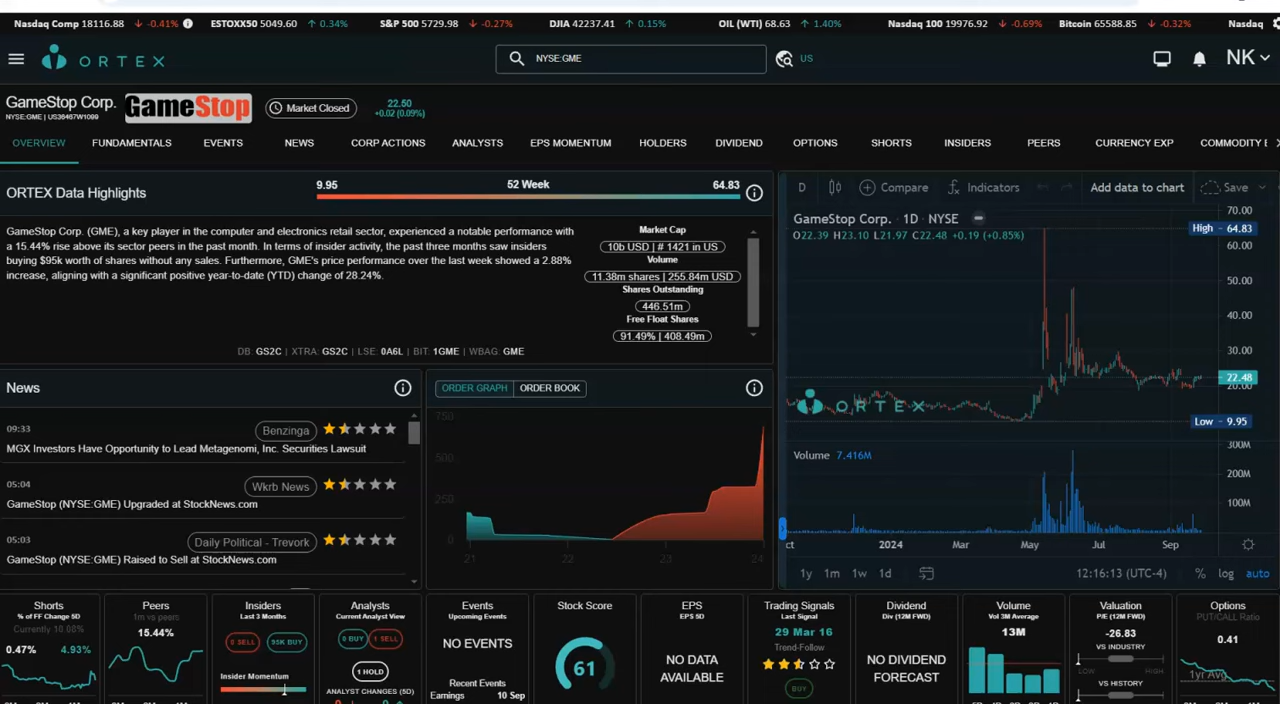 Nasdaq Comp 18116.88 ↓ -0.41% ESTOXX50 5049.60 ↑ 0.34% S&P 500 5729.98 ↓ -0.27% DJIA 42237.41 ↑ 0.15% OIL (WTI) 68.63 ↑ 1.40% Nasdaq 100 19976.92 ↓ -0.69% Bitcoin 65588.85 ↓ -0.32% Nasdaq
ORTEX
NYSE:GME
US
NK
GameStop Corp.
NYSE:GME | US36467W1099
GameStop
Market Closed
22.50
+0.02 (0.09%)
OVERVIEW FUNDAMENTALS EVENTS NEWS CORP ACTIONS ANALYSTS EPS MOMENTUM HOLDERS DIVIDEND OPTIONS SHORTS INSIDERS PEERS CURRENCY EXP COMMODITY E
ORTEX Data Highlights
9.95 52 Week 64.83
GameStop Corp. (GME), a key player in the computer and electronics retail sector, experienced a notable performance with
a 15.44% rise above its sector peers in the past month. In terms of insider activity, the past three months saw insiders
buying $95k worth of shares without any sales. Furthermore, GME's price performance over the last week showed a 2.88%
increase, aligning with a significant positive year-to-date (YTD) change of 28.24%.
Market Cap
10b USD | # 1421 in US
Volume
11.38m shares | 255.84m USD
Shares Outstanding
446.51m
Free Float Shares
91.49% | 408.49m
DB: GS2C | XTRA: GS2C | LSE: 0A6L | BIT: 1GME | WBAG: GME
D Compare Indicators Add data to chart Save
GameStop Corp. · 1D · NYSE
O22.39 H23.10 L21.97 C22.48 +0.19 (+0.85%)
70.00
High 64.83
60.00
50.00
40.00
30.00
22.48
20.00
Low 9.95
ORTEX
Volume 7.416M
300M
200M
100M
ct 2024 Mar May Jul Sep
1y 1m 1w 1d
12:16:13 (UTC-4) % log auto
News
09:33 Benzinga
MGX Investors Have Opportunity to Lead Metagenomi, Inc. Securities Lawsuit
05:04 Wkrb News
GameStop (NYSE:GME) Upgraded at StockNews.com
05:03 Daily Political - Trevork
GameStop (NYSE:GME) Raised to Sell at StockNews.com
ORDER GRAPH ORDER BOOK
750
500
250
0
21 22 23 24
Shorts
% of FF Change 5D
Currently 10.08%
0.47% 4.93%
Peers
1m vs peers
15.44%
Insiders
Last 3 Months
0 SELL 95K BUY
Insider Momentum
Analysts
Current Analyst View
0 BUY 1 SELL
1 HOLD
ANALYST CHANGES (5D)
Events
Upcoming Events
NO EVENTS
Recent Events
Earnings 10 Sep
Stock Score
61
EPS
EPS 5D
NO DATA
AVAILABLE
Trading Signals
Last Signal
29 Mar 16
Trend-Follow
BUY
Dividend
Div (12M FWD)
NO DIVIDEND
FORECAST
Volume
Vol 3M Average
13M
Valuation
P/E (12M FWD)
-26.83
VS INDUSTRY
LOW HIGH
VS HISTORY
Options
PUT/CALL Ratio
0.41
1yr Avg